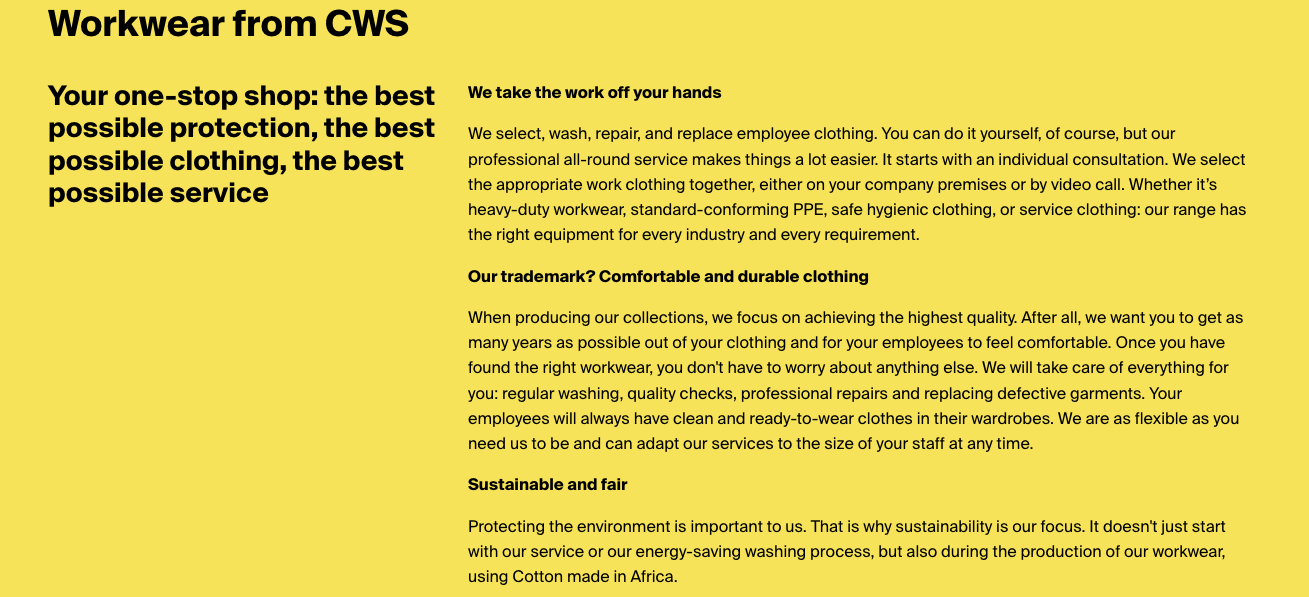 Workwear from CWS
Your one-stop shop: the best
possible protection, the best
possible clothing, the best
possible service
We take the work off your hands
We select, wash, repair, and replace employee clothing. You can do it yourself, of course, but our
professional all-round service makes things a lot easier. It starts with an individual consultation. We select
the appropriate work clothing together, either on your company premises or by video call. Whether it’s
heavy-duty workwear, standard-conforming PPE, safe hygienic clothing, or service clothing: our range has
the right equipment for every industry and every requirement.
Our trademark? Comfortable and durable clothing
When producing our collections, we focus on achieving the highest quality. After all, we want you to get as
many years as possible out of your clothing and for your employees to feel comfortable. Once you have
found the right workwear, you don't have to worry about anything else. We will take care of everything for
you: regular washing, quality checks, professional repairs and replacing defective garments. Your
employees will always have clean and ready-to-wear clothes in their wardrobes. We are as flexible as you
need us to be and can adapt our services to the size of your staff at any time.
Sustainable and fair
Protecting the environment is important to us. That is why sustainability is our focus. It doesn't just start
with our service or our energy-saving washing process, but also during the production of our workwear,
using Cotton made in Africa.